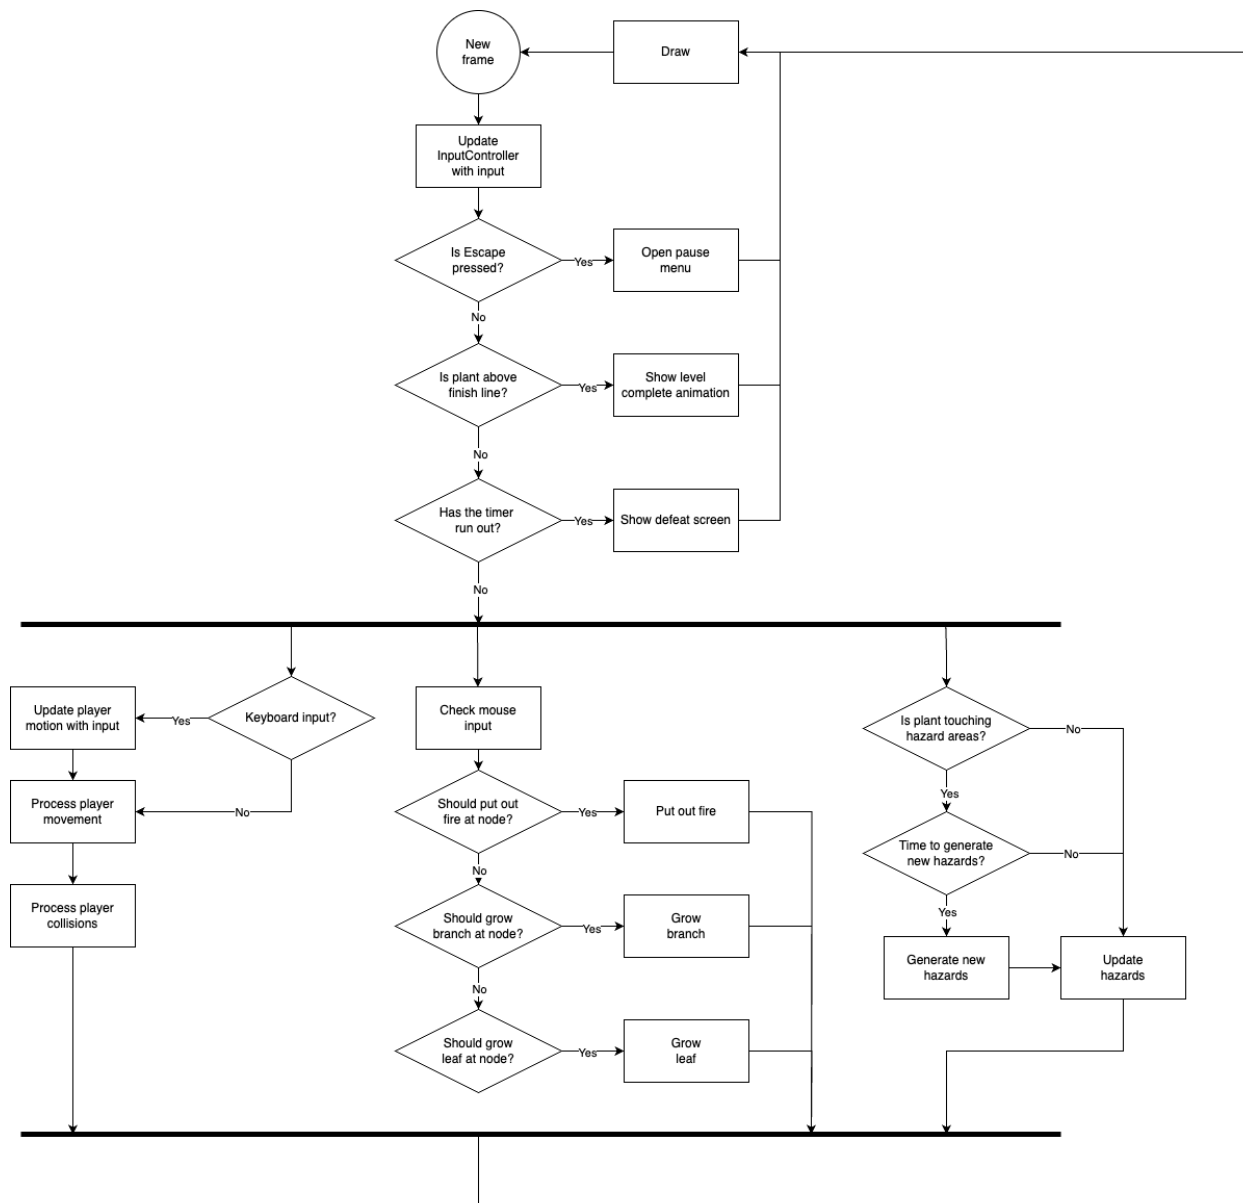 New
frame
Draw
Update
InputController
with input
Is Escape
pressed?
Yes
Open pause
menu
No
Is plant above
finish line?
Yes
Show level
complete animation
No
Has the timer
run out?
Yes
Show defeat screen
No
Update player
motion with input
Yes
Keyboard input?
Process player
movement
No
Process player
collisions
Check mouse
input
Should put out
fire at node?
Yes
Put out fire
No
Should grow
branch at node?
Yes
Grow
branch
No
Should grow
leaf at node?
Yes
Grow
leaf
Is plant touching
hazard areas?
No
Yes
Time to generate
new hazards?
No
Yes
Generate new
hazards
Update
hazards